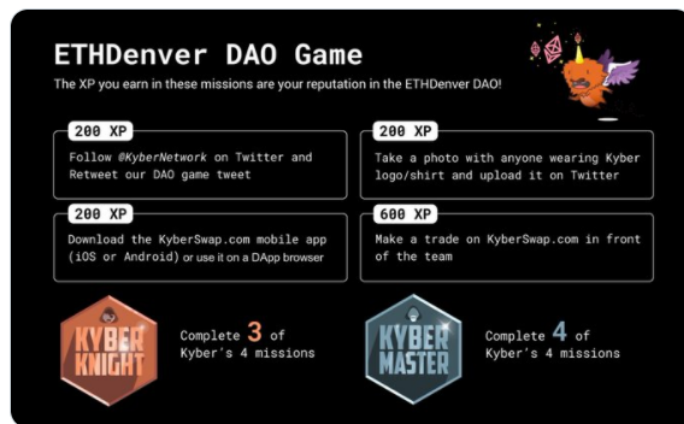 ETHDenver DAO Game
The XP you earn in these missions are your reputation in the ETHDenver DAO!
200 XP
Follow @KyberNetwork on Twitter and
Retweet our DAO game tweet
200 XP
Take a photo with anyone wearing Kyber
logo/shirt and upload it on Twitter
200 XP
Download the KyberSwap.com mobile app
(iOS or Android) or use it on a DApp browser
600 XP
Make a trade on KyberSwap.com in front
of the team
KYBER
KNIGHT
Complete 3 of
Kyber's 4 missions
KYBER
MASTER
Complete 4 of
Kyber's 4 missions